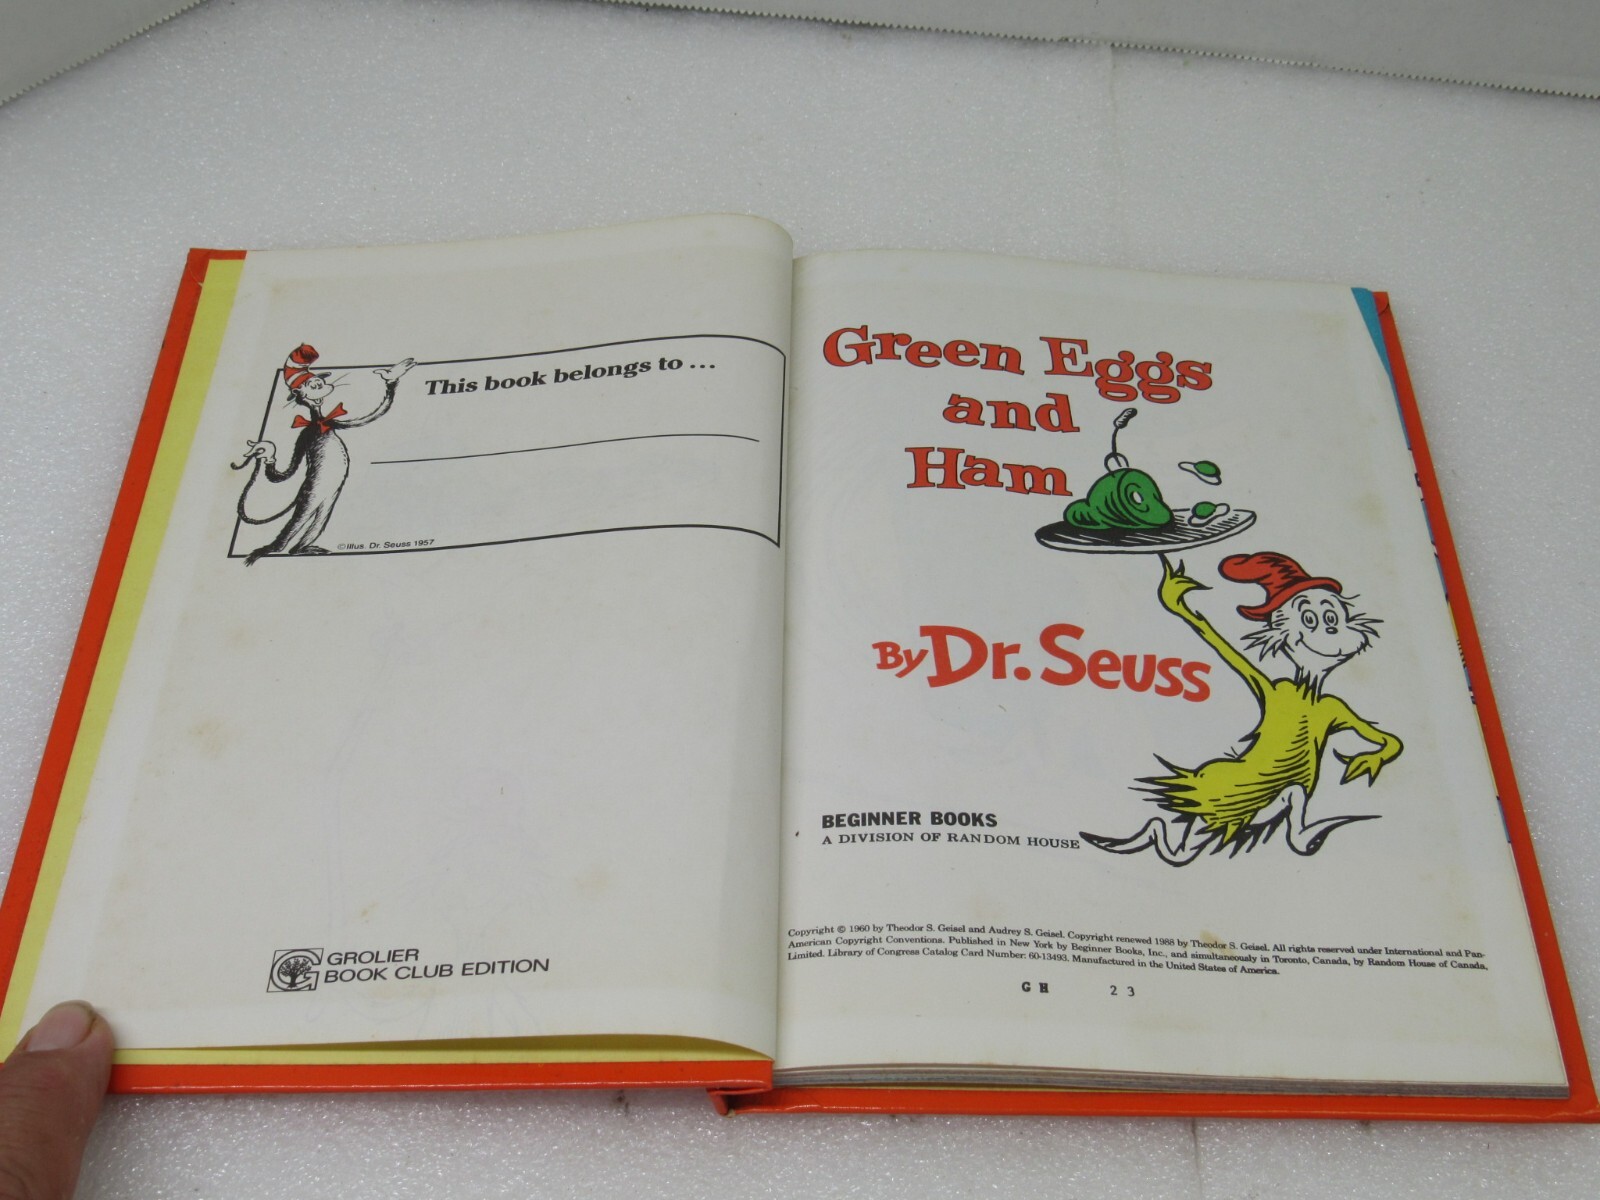 This book belongs to ...
©Illus. Dr. Seuss 1957
GROLIER
BOOK CLUB EDITION
Green Eggs
and
Ham
By Dr. Seuss
BEGINNER BOOKS
A DIVISION OF RANDOM HOUSE
Copyright © 1960 by Theodor S. Geisel and Audrey S. Geisel. Copyright renewed 1988 by Theodor S. Geisel. All rights reserved under International and Pan-
American Copyright Conventions. Published in New York by Beginner Books, Inc., and simultaneously in Toronto, Canada, by Random House of Canada,
Limited. Library of Congress Catalog Card Number: 60-13493. Manufactured in the United States of America.
G H 2 3